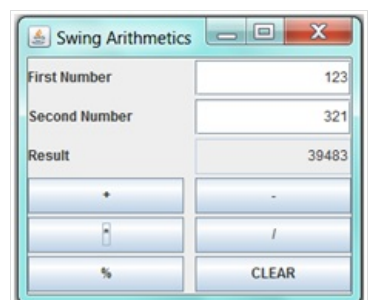 Swing Arithmetics
First Number 123
Second Number 321
Result 39483
+ -
* /
% CLEAR